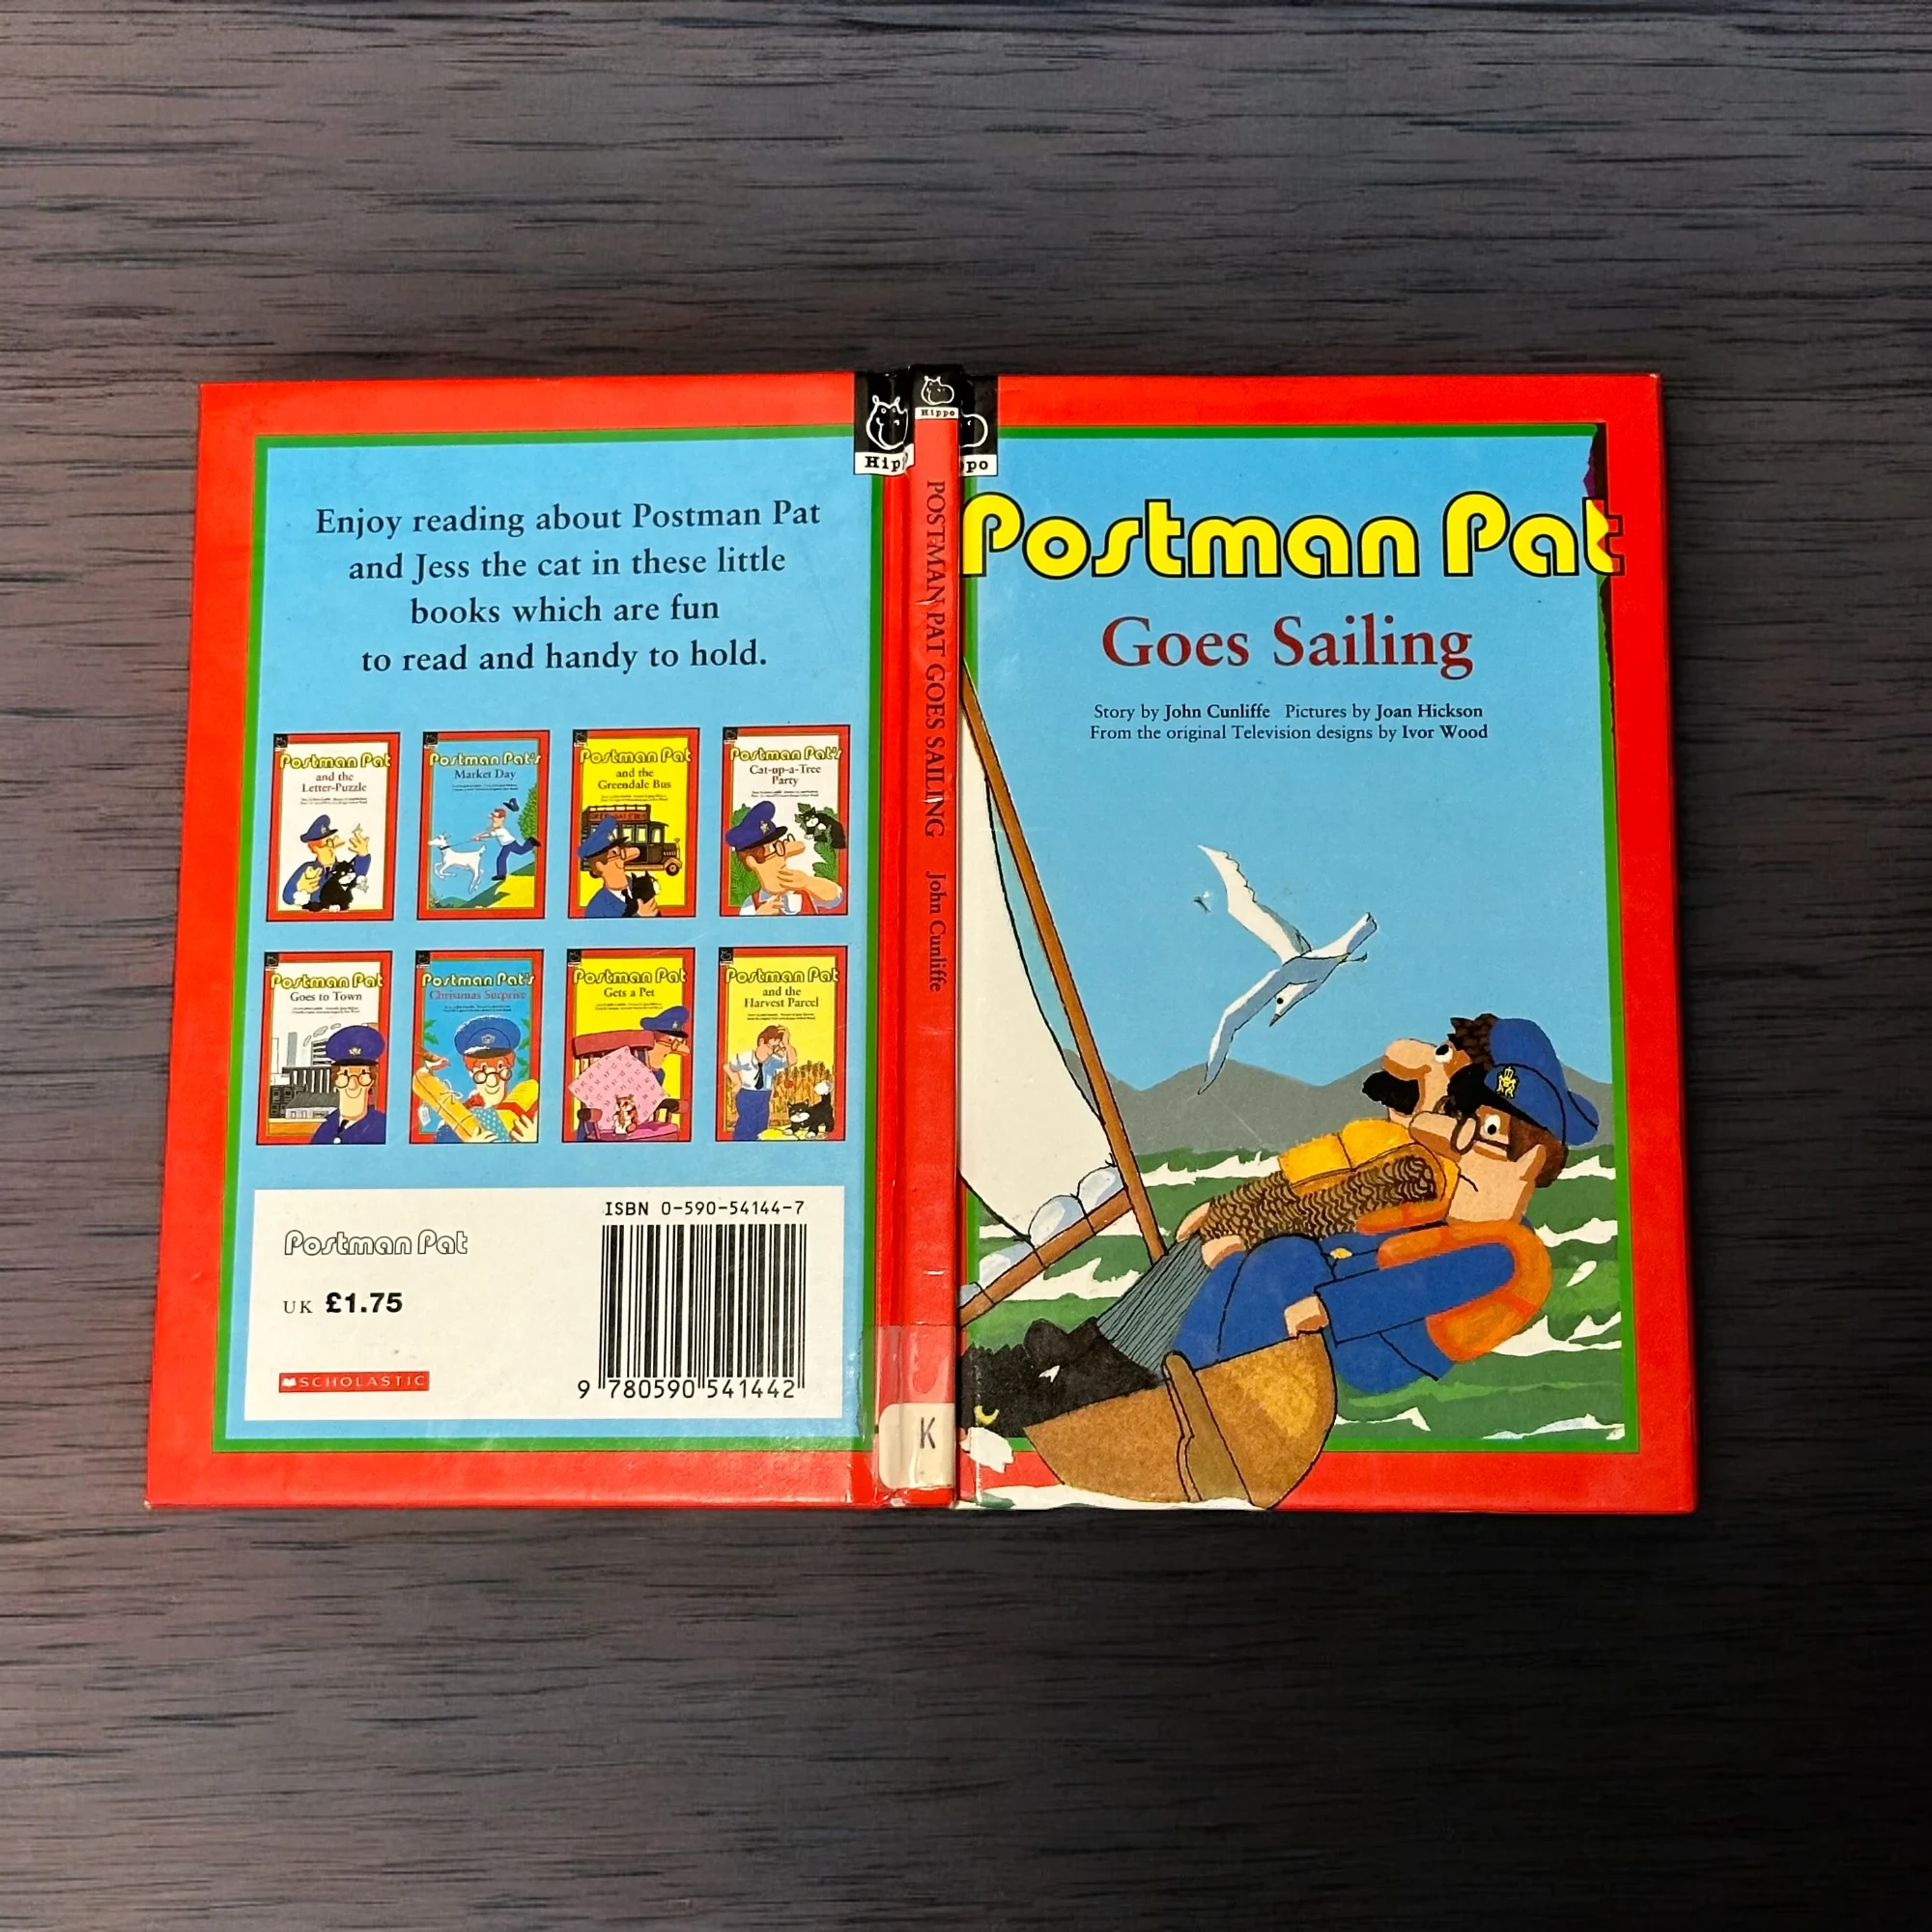 Enjoy reading about Postman Pat
and Jess the cat in these little
books which are fun
to read and handy to hold.
Postman Pat
and the
Letter-Puzzle
Postman Pat's
Market Day
Postman Pat
and the
Greendale Bus
Postman Pat's
Cat-up-a-Tree
Party
Postman Pat
Goes to Town
Postman Pat's
Christmas Surprise
Postman Pat
Gets a Pet
Postman Pat
and the
Harvest Parcel
Postman Pat
UK £1.75
SCHOLASTIC
ISBN 0-590-54144-7
9 780590 541442
Hipp
Hippo
POSTMAN PAT GOES SAILING John Cunliffe
K
ppo
Postman Pat
Goes Sailing
Story by John Cunliffe Pictures by Joan Hickson
From the original Television designs by Ivor Wood